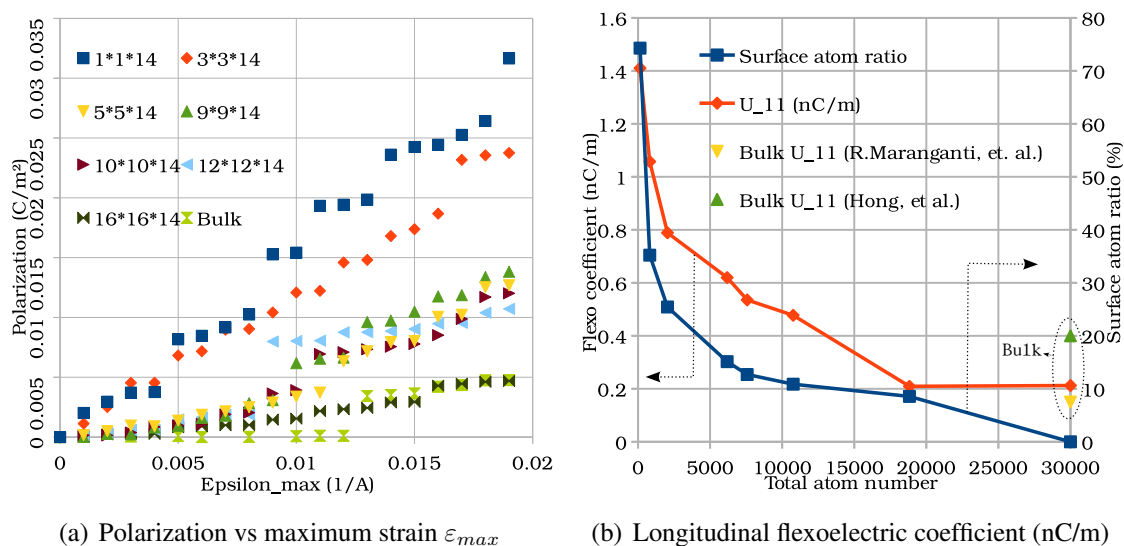 0.035
0.03
0.025
0.02
0.015
0.01
0.005
0
Polarization (C/m²)
1*1*14 3*3*14
5*5*14 9*9*14
10*10*14 12*12*14
16*16*14 Bulk
0 0.005 0.01 0.015 0.02
Epsilon_max (1/A)
(a) Polarization vs maximum strain εmax
1.6
1.4
1.2
1
0.8
0.6
0.4
0.2
0
Flexo coefficient (nC/m)
Surface atom ratio
U_11 (nC/m)
Bulk U_11 (R.Maranganti, et. al.)
Bulk U_11 (Hong, et al.)
Bulk
80
70
60
50
40
30
20
10
0
Surface atom ratio (%)
0 5000 10000 15000 20000 25000 30000
Total atom number
(b) Longitudinal flexoelectric coefficient (nC/m)